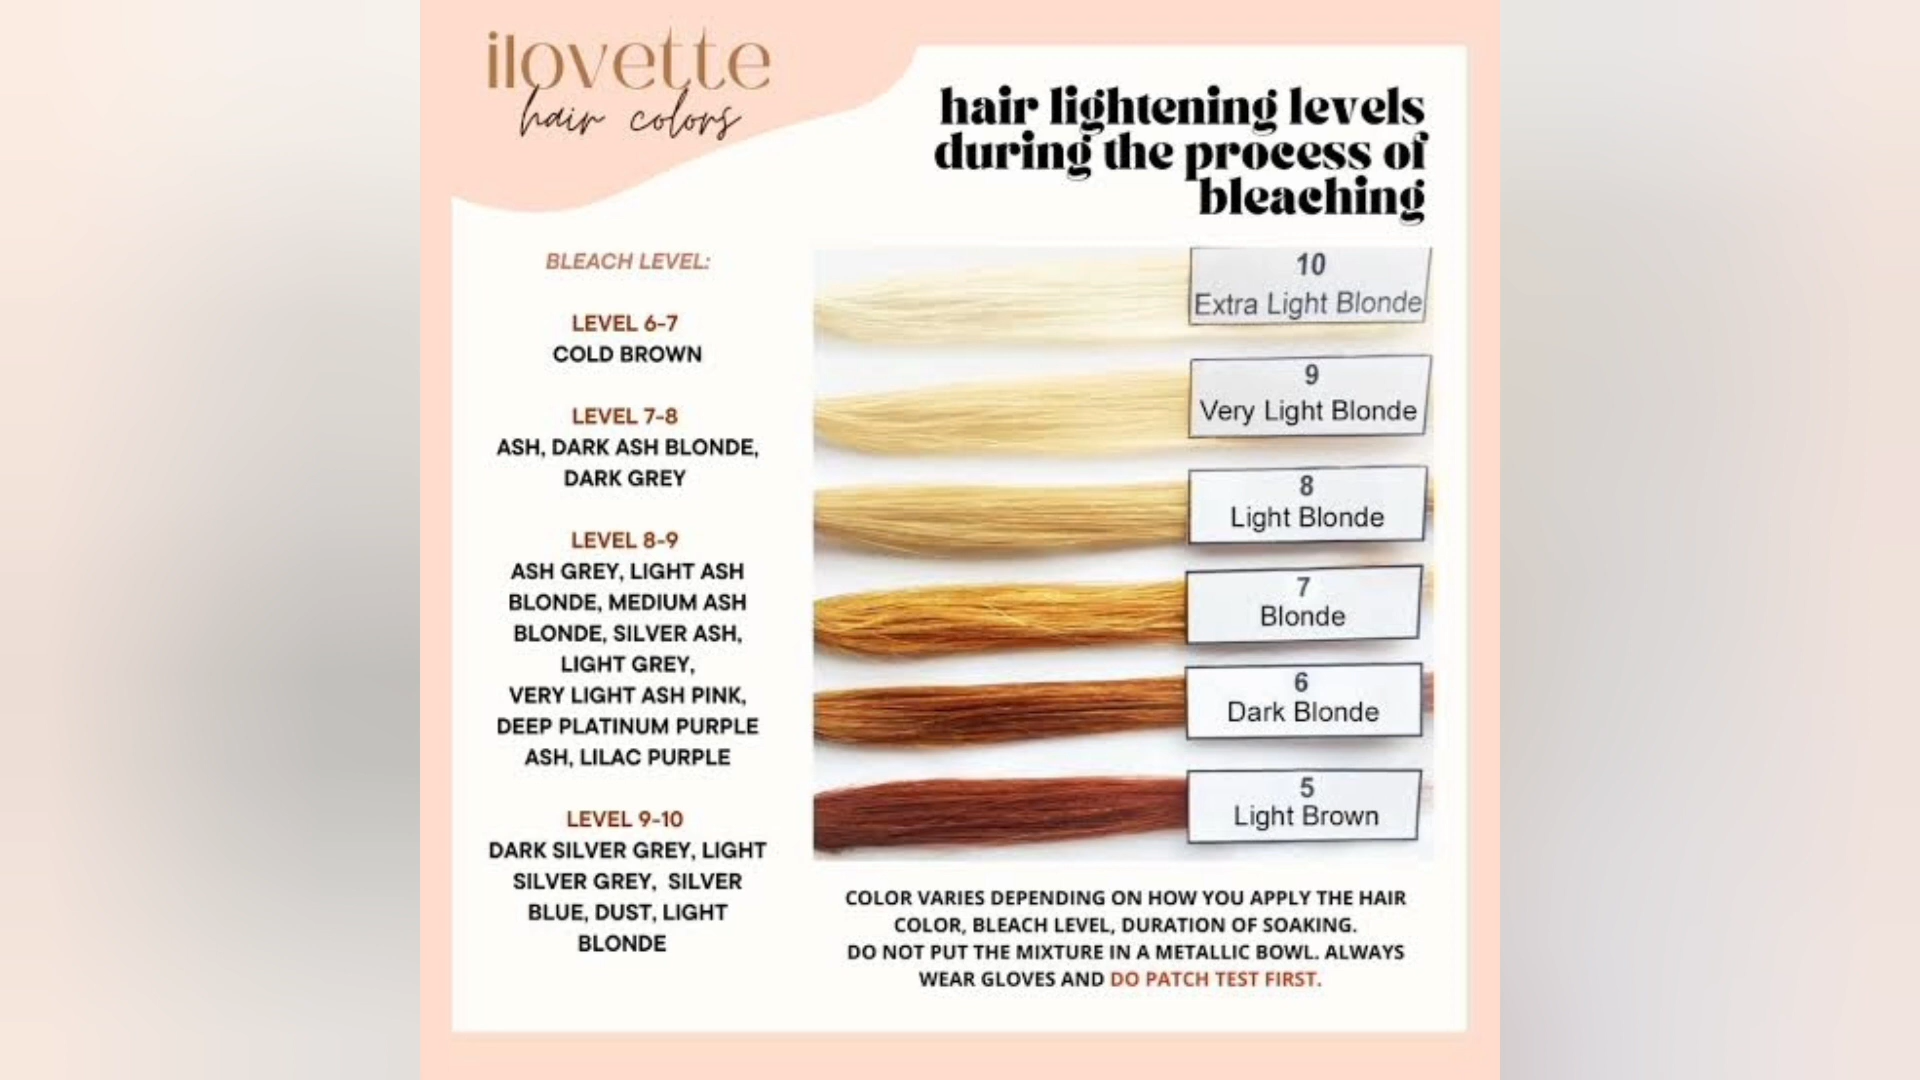 ilovette
hair colors
hair lightening levels
during the process of
bleaching
BLEACH LEVEL:
LEVEL 6-7
COLD BROWN
LEVEL 7-8
ASH, DARK ASH BLONDE,
DARK GREY
LEVEL 8-9
ASH GREY, LIGHT ASH
BLONDE, MEDIUM ASH
BLONDE, SILVER ASH,
LIGHT GREY,
VERY LIGHT ASH PINK,
DEEP PLATINUM PURPLE
ASH, LILAC PURPLE
LEVEL 9-10
DARK SILVER GREY, LIGHT
SILVER GREY, SILVER
BLUE, DUST, LIGHT
BLONDE
10
Extra Light Blonde
9
Very Light Blonde
8
Light Blonde
7
Blonde
6
Dark Blonde
5
Light Brown
COLOR VARIES DEPENDING ON HOW YOU APPLY THE HAIR
COLOR, BLEACH LEVEL, DURATION OF SOAKING.
DO NOT PUT THE MIXTURE IN A METALLIC BOWL. ALWAYS
WEAR GLOVES AND DO PATCH TEST FIRST.